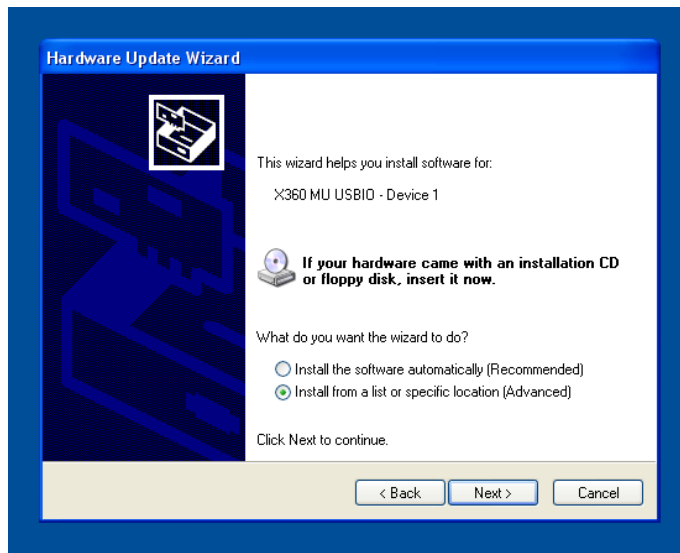 Hardware Update Wizard
This wizard helps you install software for:
X360 MU USBIO - Device 1
If your hardware came with an installation CD
or floppy disk, insert it now.
What do you want the wizard to do?
Install the software automatically (Recommended)
Install from a list or specific location (Advanced)
Click Next to continue.
< Back
Next >
Cancel